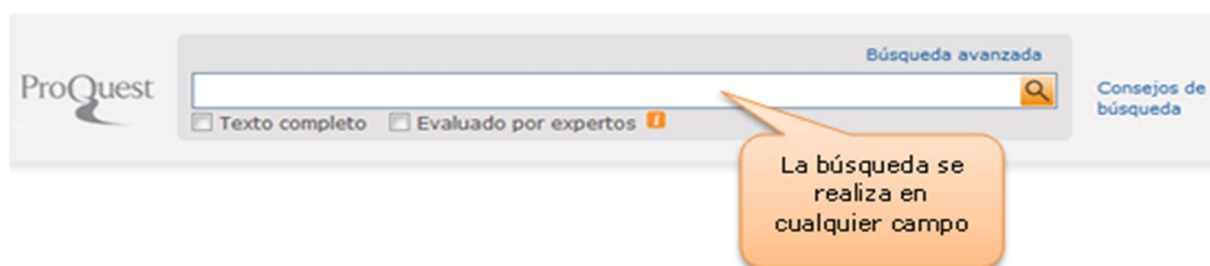 Búsqueda avanzada
ProQuest
Consejos de
búsqueda
Texto completo Evaluado por expertos i
La búsqueda se
realiza en
cualquier campo